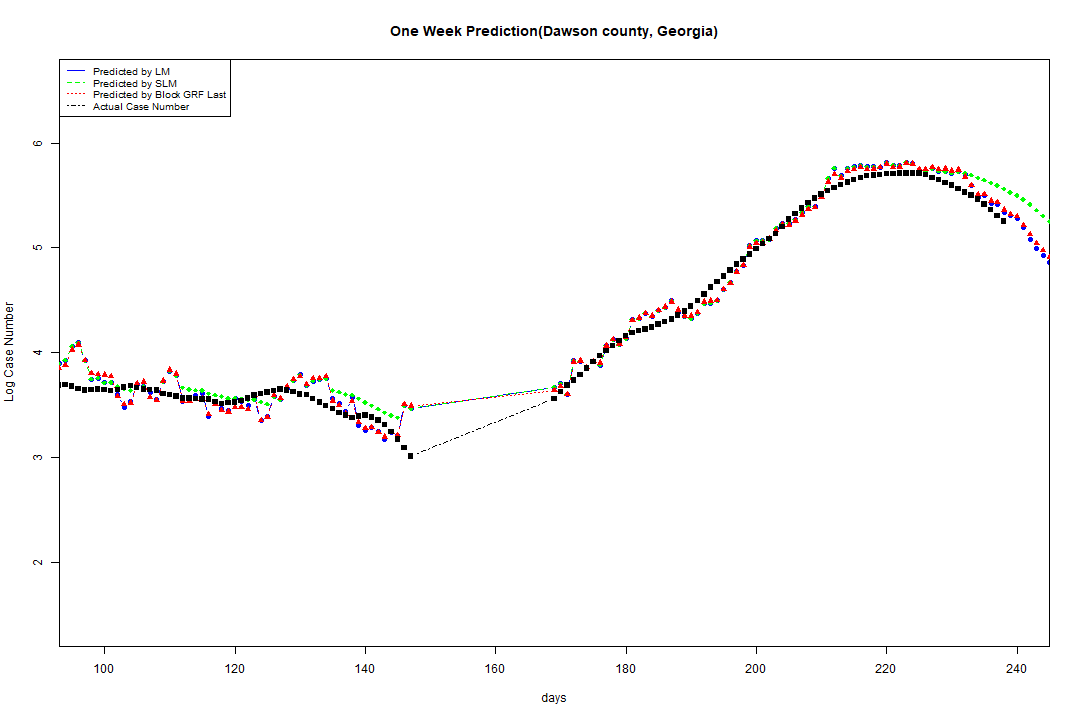 One Week Prediction(Dawson county, Georgia)
Predicted by LM
Predicted by SLM
Predicted by Block GRF Last
Actual Case Number
6
5
4
3
2
Log Case Number
100 120 140 160 180 200 220 240
days